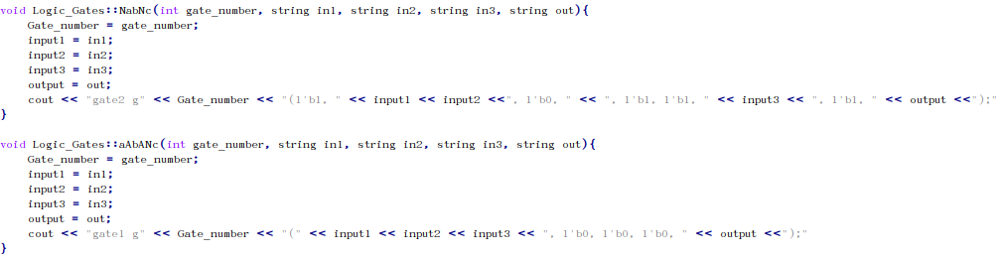 void Logic_Gates::NabNc(int gate_number, string in1, string in2, string in3, string out){
Gate_number = gate_number;
input1 = in1;
input2 = in2;
input3 = in3;
output = out;
cout << "gate2 g" << Gate_number << "(1'b1, " << input1 << input2 <<", 1'b0, " << ", 1'b1, 1'b1, " << input3 << ", 1'b1, " << output <<");"
}
void Logic_Gates::aAbANc(int gate_number, string in1, string in2, string in3, string out){
Gate_number = gate_number;
input1 = in1;
input2 = in2;
input3 = in3;
output = out;
cout << "gate1 g" << Gate_number << "(" << input1 << input2 << input3 << ", 1'b0, 1'b0, 1'b0, " << output <<");"
}